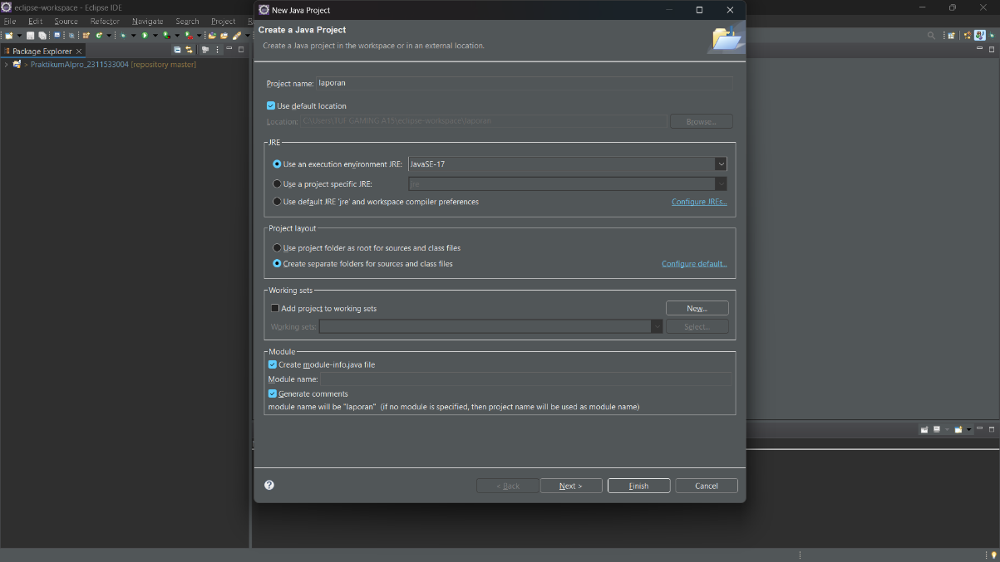 eclipse-workspace - Eclipse IDE
File Edit Source Refactor Navigate Search Project R
Package Explorer
> PraktikumAlpro_2311533004 [repository master]
New Java Project
Create a Java Project
Create a Java project in the workspace or in an external location.
Project name: laporan
Use default location
Location: C:\Users\TUF GAMING A15\eclipse-workspace\laporan Browse...
JRE
Use an execution environment JRE: JavaSE-17
Use a project specific JRE: jre
Use default JRE 'jre' and workspace compiler preferences Configure JREs...
Project layout
Use project folder as root for sources and class files
Create separate folders for sources and class files Configure default...
Working sets
Add project to working sets New...
Working sets: Select...
Module
Create module-info.java file
Module name:
Generate comments
module name will be "laporan" (if no module is specified, then project name will be used as module name)
< Back Next > Finish Cancel